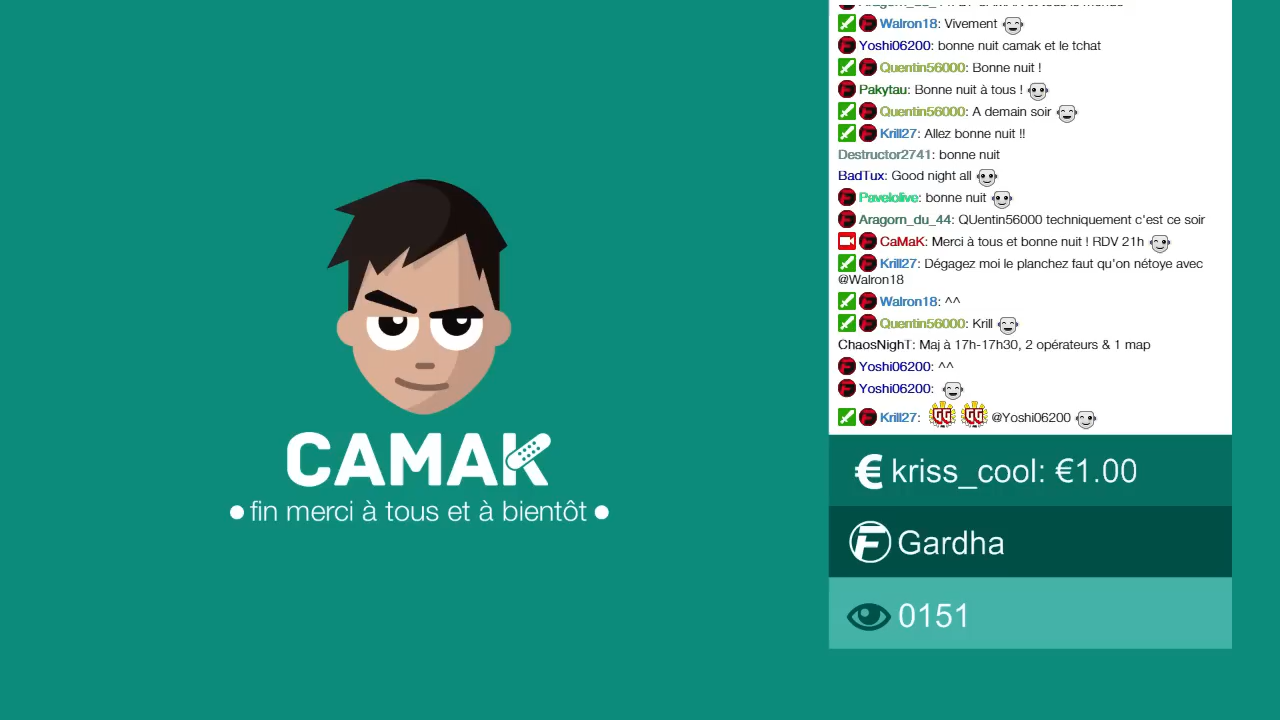 Walron18: Vivement
Yoshi06200: bonne nuit camak et le tchat
Quentin56000: Bonne nuit !
Pakytau: Bonne nuit à tous !
Quentin56000: A demain soir
Krill27: Allez bonne nuit !!
Destructor2741: bonne nuit
BadTux: Good night all
Pavelolive: bonne nuit
Aragorn_du_44: QUentin56000 techniquement c'est ce soir
CaMaK: Merci à tous et bonne nuit ! RDV 21h
Krill27: Dégagez moi le planchez faut qu'on nétoye avec
@Walron18
Walron18: ^^
Quentin56000: Krill
ChaosNighT: Maj à 17h-17h30, 2 opérateurs & 1 map
Yoshi06200: ^^
Yoshi06200:
Krill27: GG GG @Yoshi06200
CAMAK
fin merci à tous et à bientôt
€ kriss_cool: €1.00
F Gardha
0151